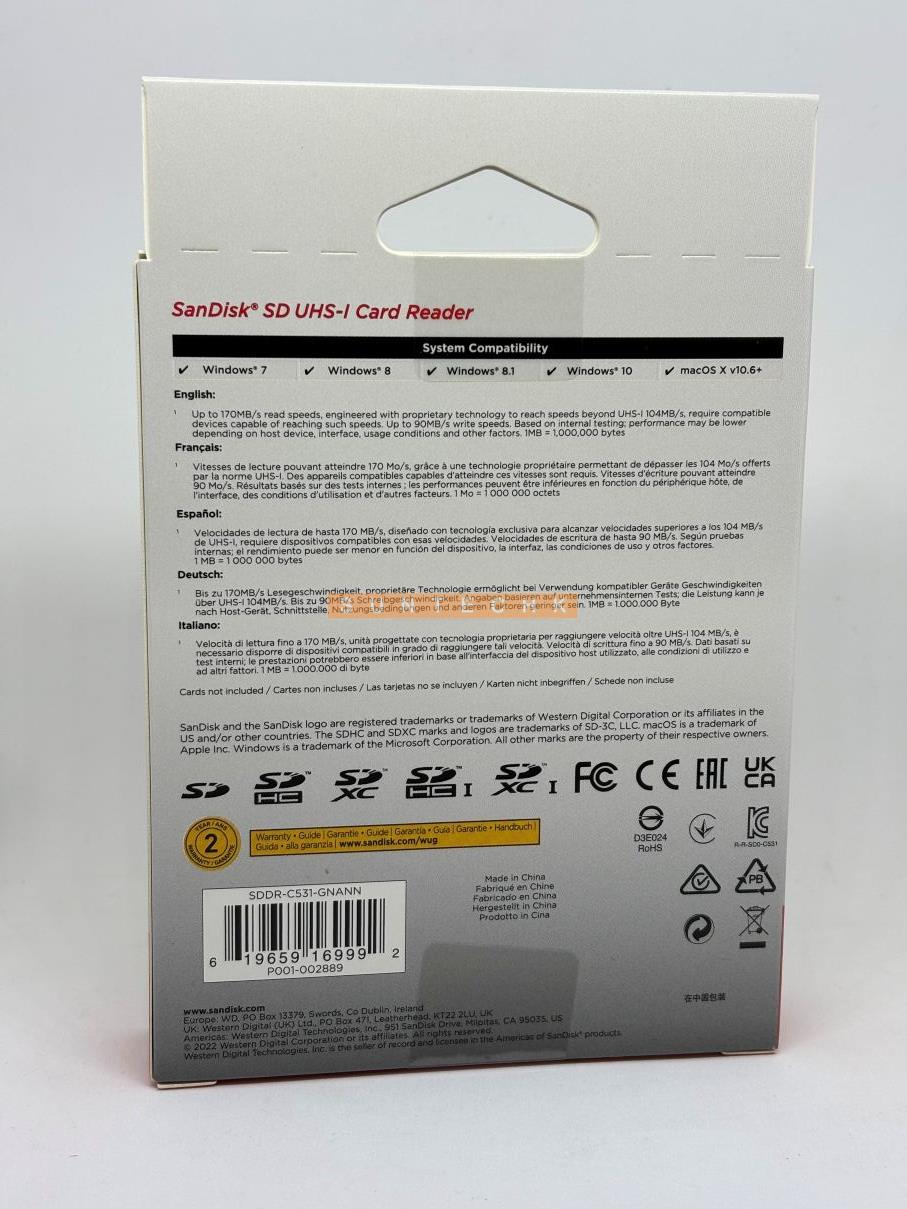 SanDisk® SD UHS-I Card Reader
System Compatibility
✔ Windows® 7 ✔ Windows® 8 ✔ Windows® 8.1 ✔ Windows® 10 ✔ macOS X v10.6+
English:
¹ Up to 170MB/s read speeds, engineered with proprietary technology to reach speeds beyond UHS-I 104MB/s, require compatible
devices capable of reaching such speeds. Up to 90MB/s write speeds. Based on internal testing; performance may be lower
depending on host device, interface, usage conditions and other factors. 1MB = 1,000,000 bytes
Français:
¹ Vitesses de lecture pouvant atteindre 170 Mo/s, grâce à une technologie propriétaire permettant de dépasser les 104 Mo/s offerts
par la norme UHS-I. Des appareils compatibles capables d'atteindre ces vitesses sont requis. Vitesses d'écriture pouvant atteindre
90 Mo/s. Résultats basés sur des tests internes ; les performances peuvent être inférieures en fonction du périphérique hôte, de
l'interface, des conditions d'utilisation et d'autres facteurs. 1 Mo = 1 000 000 octets
Español:
¹ Velocidades de lectura de hasta 170 MB/s, diseñado con tecnología exclusiva para alcanzar velocidades superiores a los 104 MB/s
de UHS-I, requiere dispositivos compatibles con esas velocidades. Velocidades de escritura de hasta 90 MB/s. Según pruebas
internas; el rendimiento puede ser menor en función del dispositivo, la interfaz, las condiciones de uso y otros factores.
1 MB = 1 000 000 bytes
Deutsch:
¹ Bis zu 170MB/s Lesegeschwindigkeit, proprietäre Technologie ermöglicht bei Verwendung kompatibler Geräte Geschwindigkeiten
über UHS-I 104MB/s. Bis zu 90MB/s Schreibgeschwindigkeit. Angaben basieren auf unternehmensinternen Tests; die Leistung kann je
nach Host-Gerät, Schnittstelle, Nutzungsbedingungen und anderen Faktoren geringer sein. 1MB = 1.000.000 Byte
Italiano:
¹ Velocità di lettura fino a 170 MB/s, unità progettate con tecnologia proprietaria per raggiungere velocità oltre UHS-I 104 MB/s, è
necessario disporre di dispositivi compatibili in grado di raggiungere tali velocità. Velocità di scrittura fino a 90 MB/s. Dati basati su
test interni; le prestazioni potrebbero essere inferiori in base all'interfaccia del dispositivo host utilizzato, alle condizioni di utilizzo e
ad altri fattori. 1 MB = 1.000.000 di byte
Cards not included / Cartes non incluses / Las tarjetas no se incluyen / Karten nicht inbegriffen / Schede non incluse
SanDisk and the SanDisk logo are registered trademarks or trademarks of Western Digital Corporation or its affiliates in the
US and/or other countries. The SDHC and SDXC marks and logos are trademarks of SD-3C, LLC. macOS is a trademark of
Apple Inc. Windows is a trademark of the Microsoft Corporation. All other marks are the property of their respective owners.
SD SD HC™ SD XC™ SD HC™ I SD XC™ I FC CE EAC UK CA
2 YEAR / ANS WARRANTY / GARANTIE
Warranty • Guide | Garantie • Guide | Garantía • Guía | Garantie • Handbuch |
Guida • alla garanzia | www.sandisk.com/wug
D3E024
RoHS
R-R-SD0-C531
PB
SDDR-C531-GNANN
6 19659 16999 2
P001-002889
Made in China
Fabriqué en Chine
Fabricado en China
Hergestellt in China
Prodotto in Cina
在中国包装
www.sandisk.com
Europe: WD, PO Box 13379, Swords, Co Dublin, Ireland
UK: Western Digital (UK) Ltd., PO Box 471, Leatherhead, KT22 2LU, UK
Americas: Western Digital Technologies, Inc., 951 SanDisk Drive, Milpitas, CA 95035, US
© 2022 Western Digital Corporation or its affiliates. All rights reserved.
Western Digital Technologies, Inc. is the seller of record and licensee in the Americas of SanDisk® products.